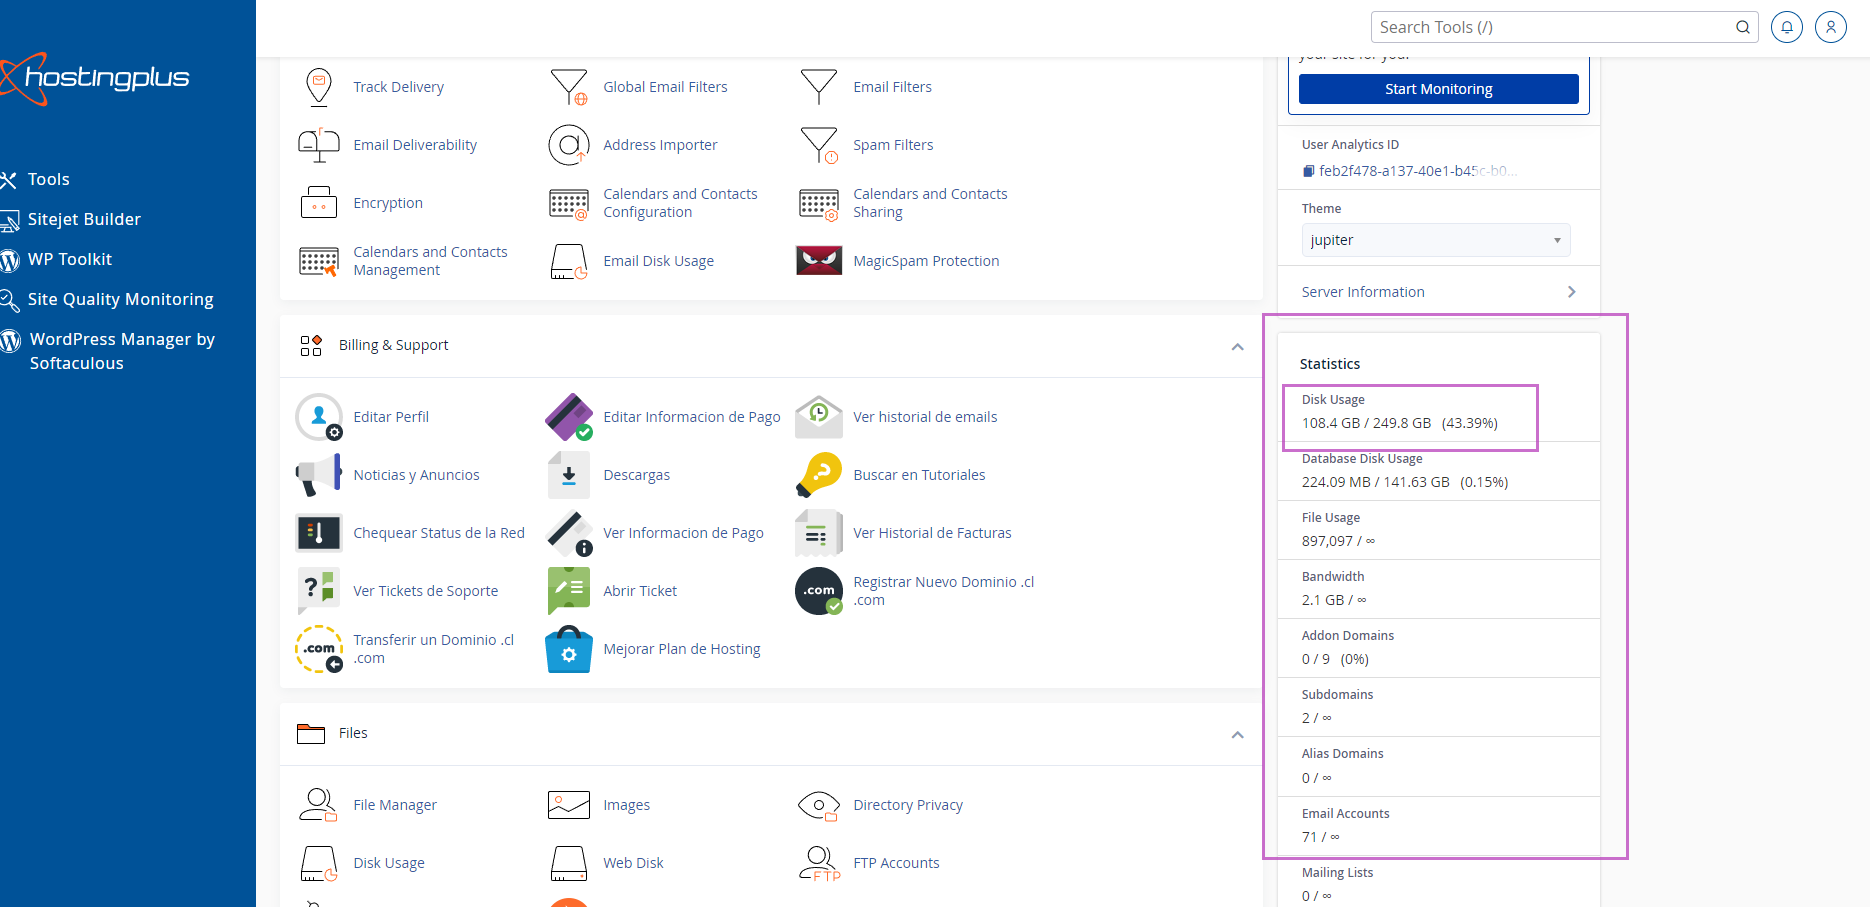 Search Tools (/)
hostingplus
Tools
Sitejet Builder
WP Toolkit
Site Quality Monitoring
WordPress Manager by
Softaculous
Track Delivery
Global Email Filters
Email Filters
Email Deliverability
Address Importer
Spam Filters
Encryption
Calendars and Contacts
Configuration
Calendars and Contacts
Sharing
Calendars and Contacts
Management
Email Disk Usage
MagicSpam Protection
Billing & Support
Editar Perfil
Editar Informacion de Pago
Ver historial de emails
Noticias y Anuncios
Descargas
Buscar en Tutoriales
Chequear Status de la Red
Ver Informacion de Pago
Ver Historial de Facturas
Ver Tickets de Soporte
Abrir Ticket
.com
Registrar Nuevo Dominio .cl
.com
.com
Transferir un Dominio .cl
.com
Mejorar Plan de Hosting
Files
File Manager
Images
Directory Privacy
Disk Usage
Web Disk
FTP
FTP Accounts
your site for your
Start Monitoring
User Analytics ID
feb2f478-a137-40e1-b45c-b0...
Theme
jupiter
Server Information
Statistics
Disk Usage
108.4 GB / 249.8 GB (43.39%)
Database Disk Usage
224.09 MB / 141.63 GB (0.15%)
File Usage
897,097 / ∞
Bandwidth
2.1 GB / ∞
Addon Domains
0 / 9 (0%)
Subdomains
2 / ∞
Alias Domains
0 / ∞
Email Accounts
71 / ∞
Mailing Lists
0 / ∞